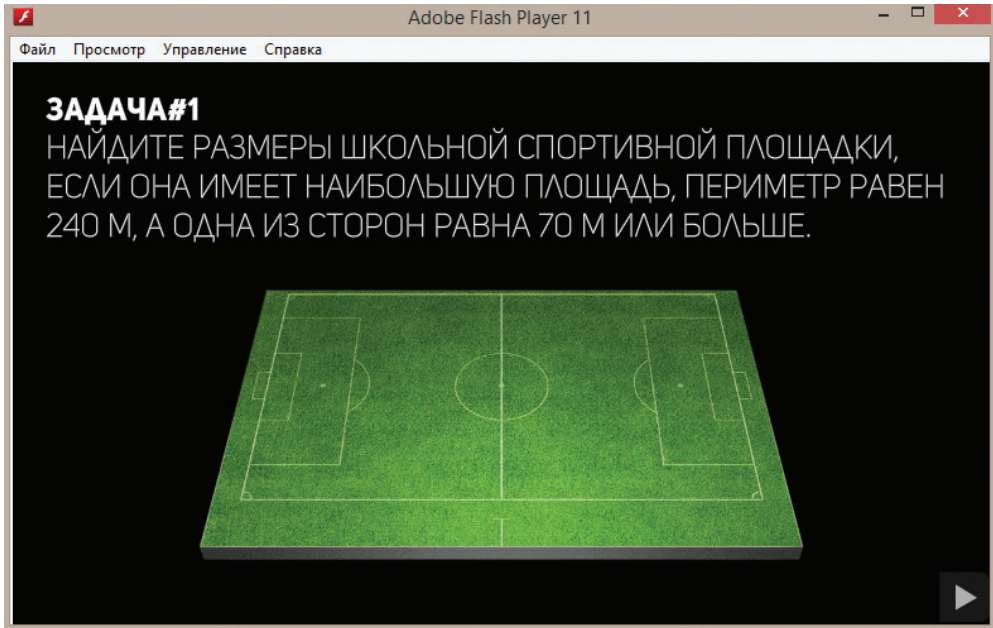 Adobe Flash Player 11
Файл Просмотр Управление Справка
ЗАДАЧА#1
НАЙДИТЕ РАЗМЕРЫ ШКОЛЬНОЙ СПОРТИВНОЙ ПЛОЩАДКИ,
ЕСЛИ ОНА ИМЕЕТ НАИБОЛЬШУЮ ПЛОЩАДЬ, ПЕРИМЕТР РАВЕН
240 М, А ОДНА ИЗ СТОРОН РАВНА 70 М ИЛИ БОЛЬШЕ.